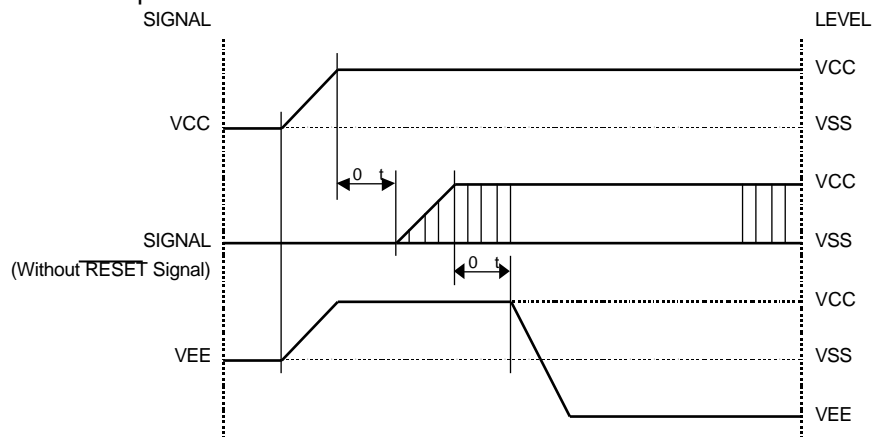 SIGNAL LEVEL
VCC
VCC VSS
0 t
VCC
SIGNAL VSS
(Without RESET Signal)
0 t
VCC
VEE VSS
VEE